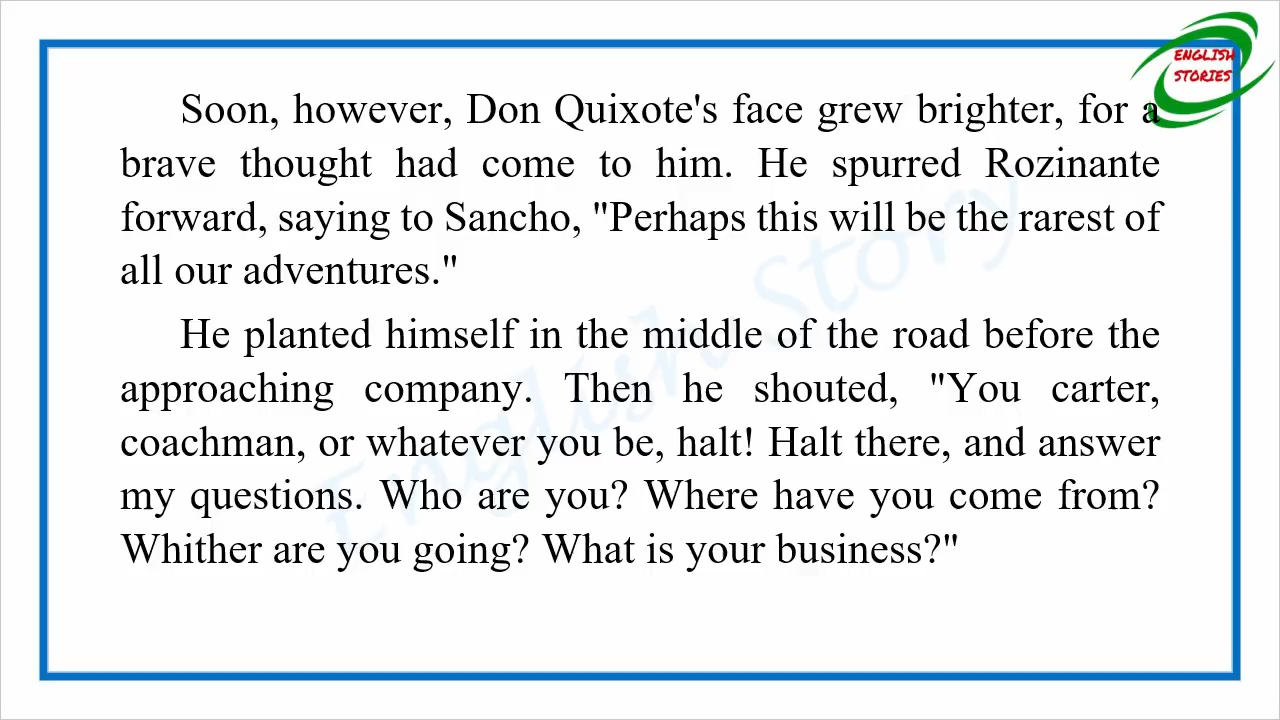 ENGLISH
STORIES
Soon, however, Don Quixote's face grew brighter, for a
brave thought had come to him. He spurred Rozinante
forward, saying to Sancho, "Perhaps this will be the rarest of
all our adventures."
He planted himself in the middle of the road before the
approaching company. Then he shouted, "You carter,
coachman, or whatever you be, halt! Halt there, and answer
my questions. Who are you? Where have you come from?
Whither are you going? What is your business?"
English Story